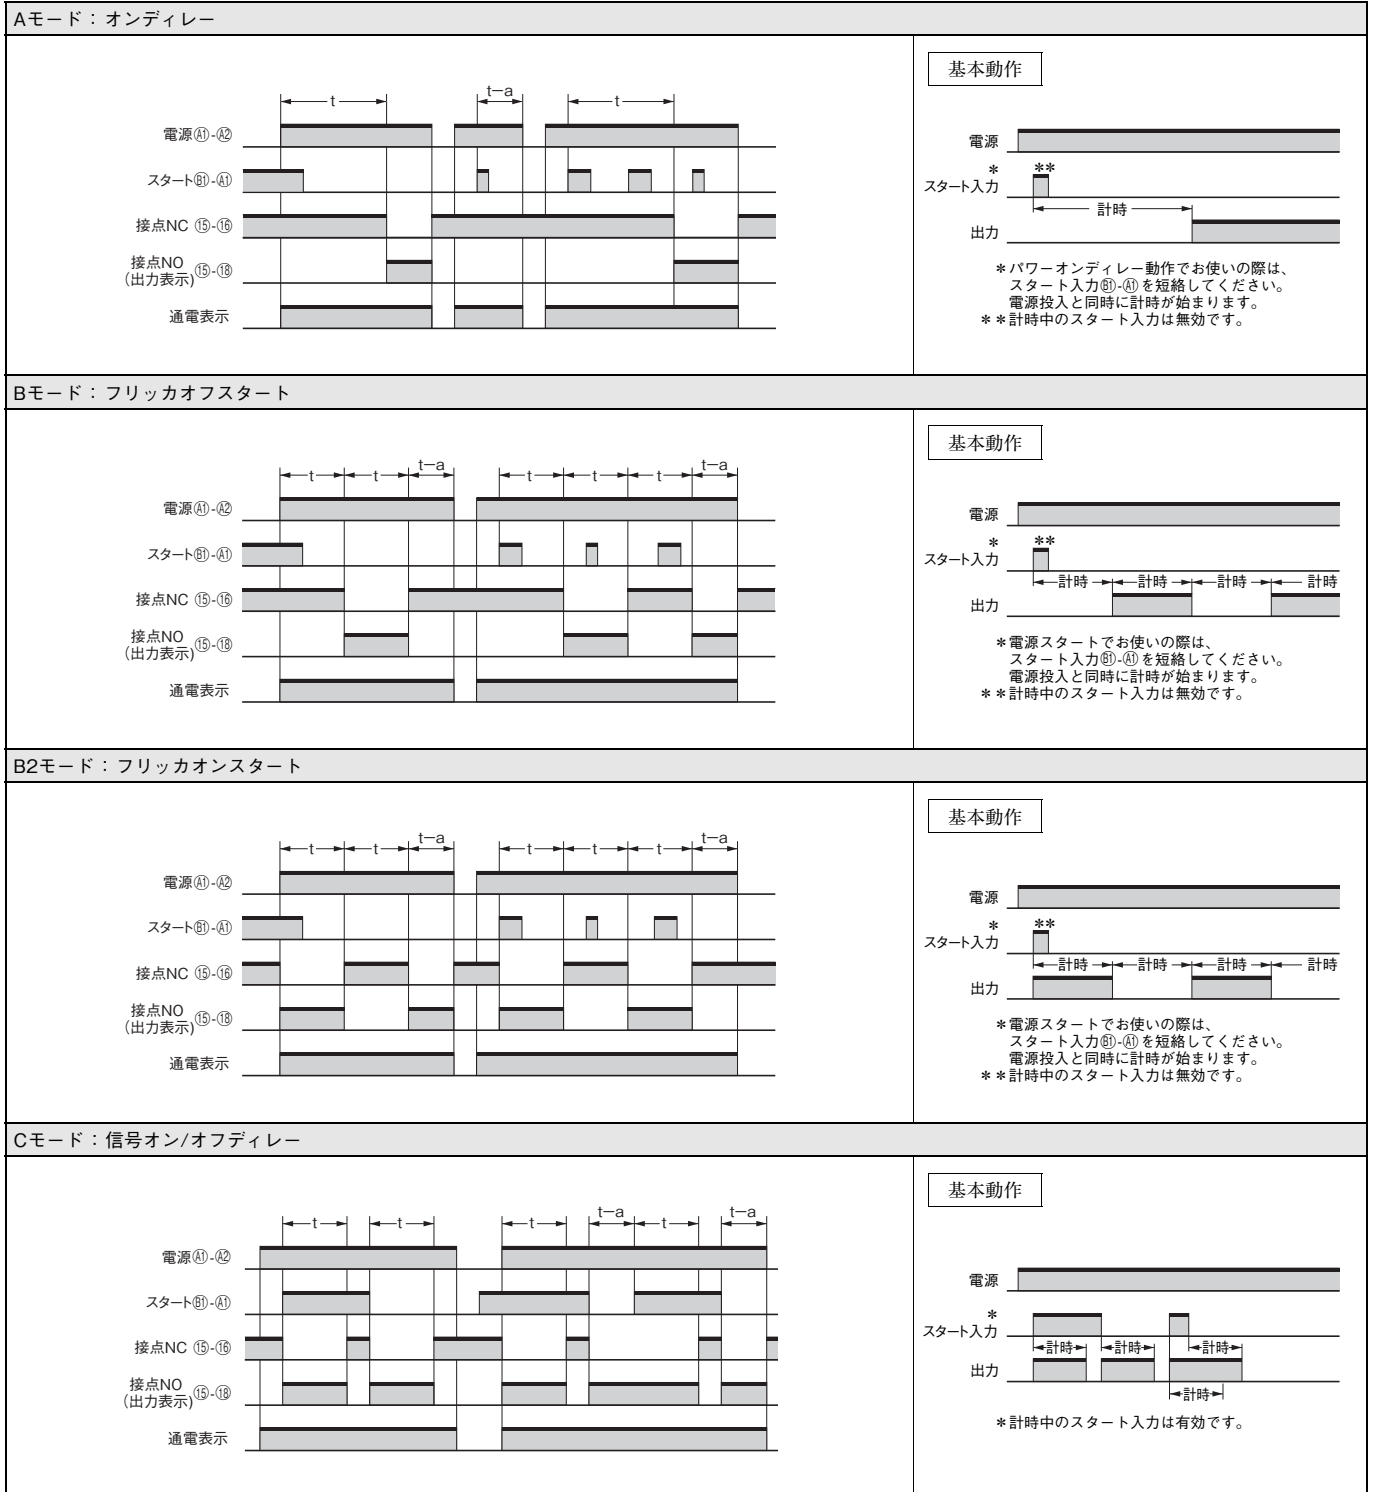 Aモード：オンディレー
t
t−a
t
電源Ⓐ1-Ⓐ2
スタートⒷ1-Ⓐ1
接点NC ⑮-⑯
接点NO
(出力表示)⑮-⑱
通電表示
基本動作
電源
＊
スタート入力
＊＊
計時
出力
＊パワーオンディレー動作でお使いの際は、
スタート入力Ⓑ1-Ⓐ1を短絡してください。
電源投入と同時に計時が始まります。
＊＊計時中のスタート入力は無効です。
Bモード：フリッカオフスタート
t
t
t−a
t
t
t
t−a
電源Ⓐ1-Ⓐ2
スタートⒷ1-Ⓐ1
接点NC ⑮-⑯
接点NO
(出力表示)⑮-⑱
通電表示
基本動作
電源
＊
スタート入力
＊＊
計時 計時 計時 計時
出力
＊電源スタートでお使いの際は、
スタート入力Ⓑ1-Ⓐ1を短絡してください。
電源投入と同時に計時が始まります。
＊＊計時中のスタート入力は無効です。
B2モード：フリッカオンスタート
t
t
t−a
t
t
t
t−a
電源Ⓐ1-Ⓐ2
スタートⒷ1-Ⓐ1
接点NC ⑮-⑯
接点NO
(出力表示)⑮-⑱
通電表示
基本動作
電源
＊
スタート入力
＊＊
計時 計時 計時 計時
出力
＊電源スタートでお使いの際は、
スタート入力Ⓑ1-Ⓐ1を短絡してください。
電源投入と同時に計時が始まります。
＊＊計時中のスタート入力は無効です。
Cモード：信号オン/オフディレー
t
t
t
t−a
t
t−a
電源Ⓐ1-Ⓐ2
スタートⒷ1-Ⓐ1
接点NC ⑮-⑯
接点NO
(出力表示)⑮-⑱
通電表示
基本動作
電源
＊
スタート入力
計時 計時 計時
出力
計時
＊計時中のスタート入力は有効です。